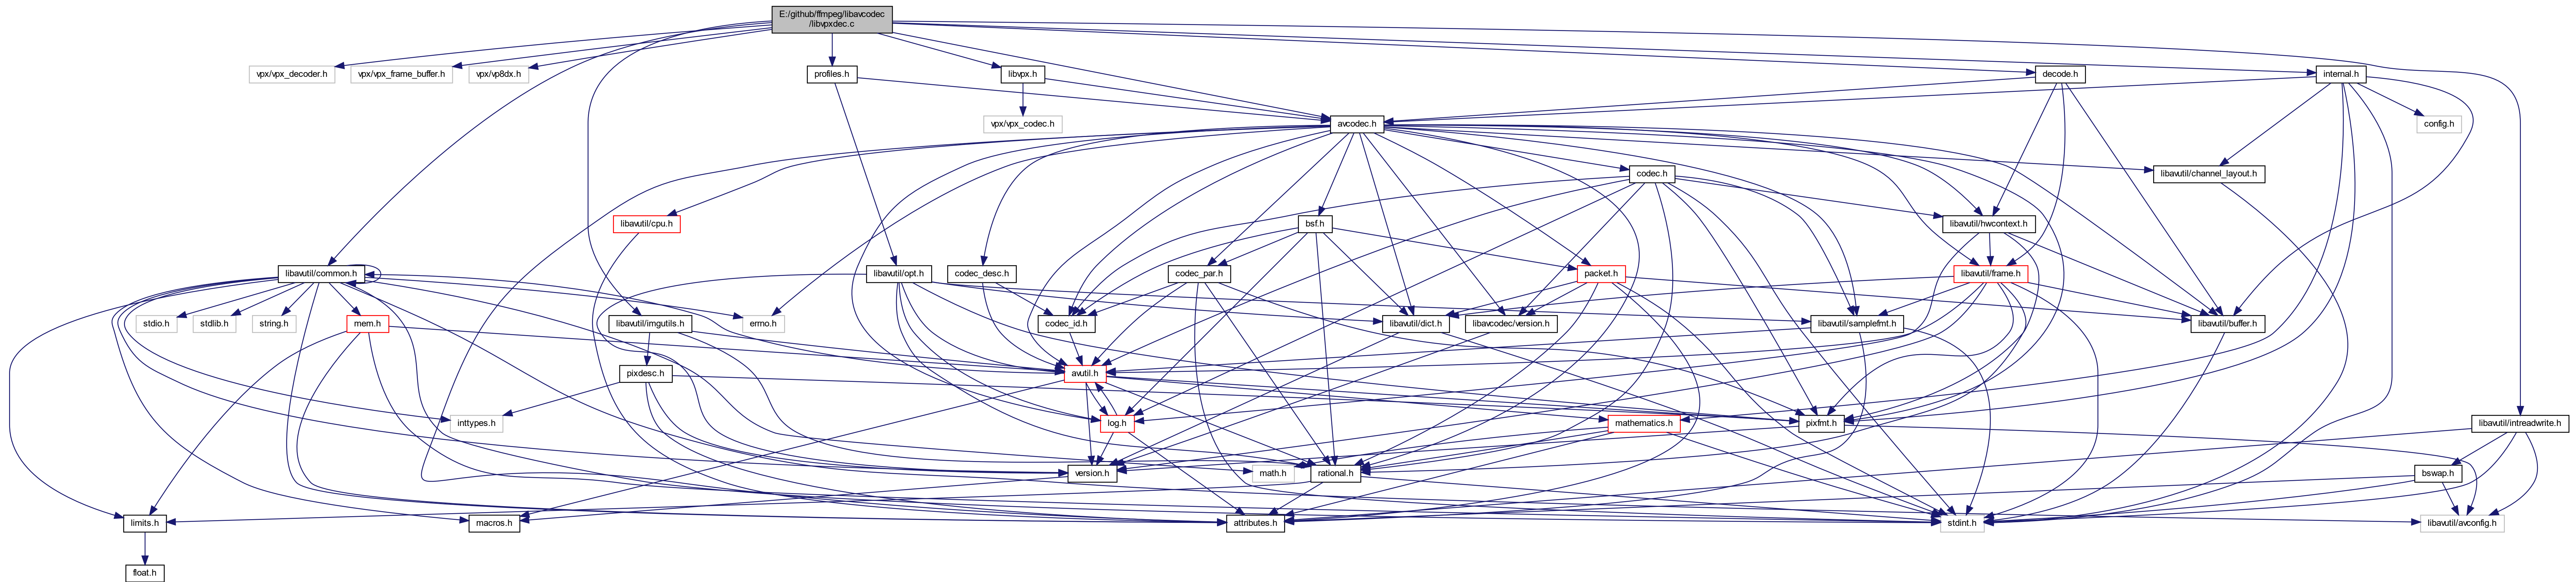 E:/github/ffmpeg/libavcodec
/libvpxdec.c
vpx/vpx_decoder.h
vpx/vpx_frame_buffer.h
vpx/vp8dx.h
profiles.h
libvpx.h
decode.h
internal.h
vpx/vpx_codec.h
avcodec.h
config.h
codec.h
libavutil/channel_layout.h
libavutil/cpu.h
bsf.h
libavutil/hwcontext.h
libavutil/common.h
libavutil/opt.h
codec_desc.h
codec_par.h
packet.h
libavutil/frame.h
stdio.h
stdlib.h
string.h
mem.h
libavutil/imgutils.h
errno.h
codec_id.h
libavutil/dict.h
libavcodec/version.h
libavutil/samplefmt.h
libavutil/buffer.h
pixdesc.h
avutil.h
inttypes.h
log.h
mathematics.h
pixfmt.h
libavutil/intreadwrite.h
version.h
math.h
rational.h
bswap.h
limits.h
macros.h
attributes.h
stdint.h
libavutil/avconfig.h
float.h